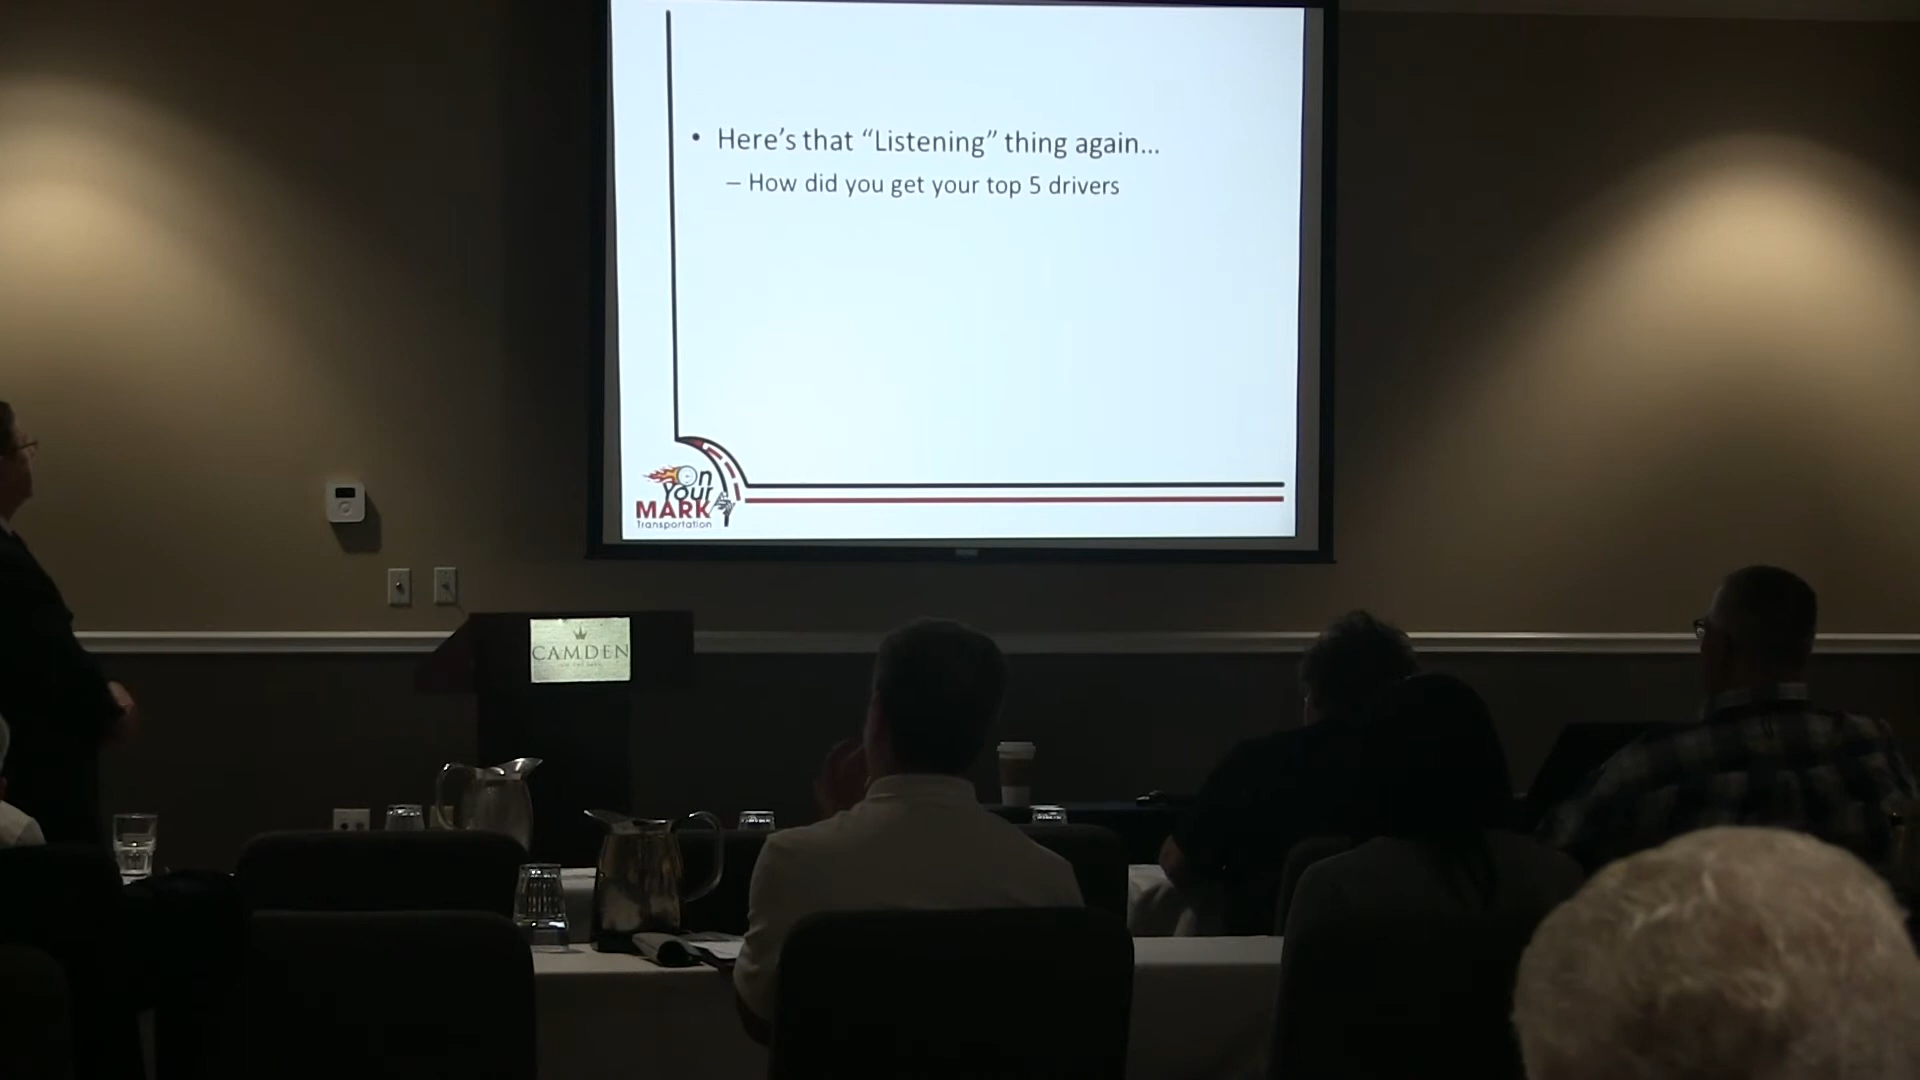 • Here's that “Listening” thing again...
– How did you get your top 5 drivers
On
Your
MARK
Transportation
CAMDEN